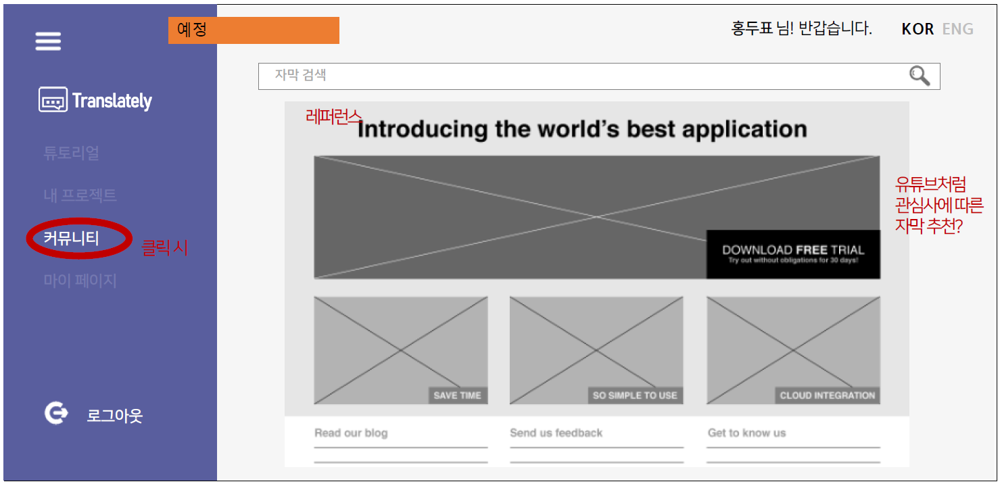 예정
홍두표 님! 반갑습니다.
KOR ENG
자막 검색
Translately
튜토리얼
내 프로젝트
커뮤니티
클릭 시
마이 페이지
로그아웃
레퍼런스
Introducing the world's best application
유튜브처럼
관심사에 따른
자막 추천?
DOWNLOAD FREE TRIAL
Try out without obligations for 30 days!
SAVE TIME
SO SIMPLE TO USE
CLOUD INTEGRATION
Read our blog
Send us feedback
Get to know us